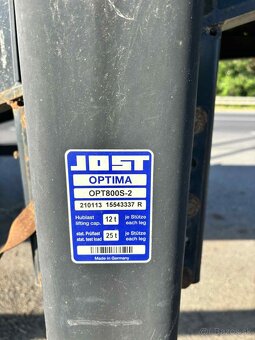 JOST
OPTIMA
OPT800S-2
210113 15543337 R
Hublast lifting cap. 12 t je Stütze each leg
stat. Prüflast stat. test load 25 t je Stütze each leg
Made in Germany